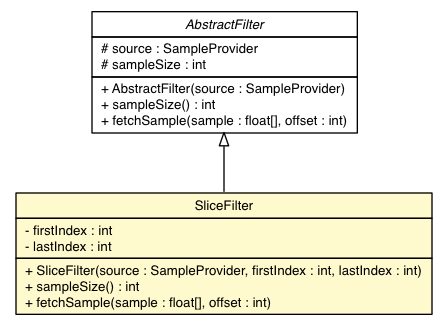 AbstractFilter
# source : SampleProvider
# sampleSize : int
+ AbstractFilter(source : SampleProvider)
+ sampleSize() : int
+ fetchSample(sample : float[], offset : int)
SliceFilter
- firstIndex : int
- lastIndex : int
+ SliceFilter(source : SampleProvider, firstIndex : int, lastIndex : int)
+ sampleSize() : int
+ fetchSample(sample : float[], offset : int)